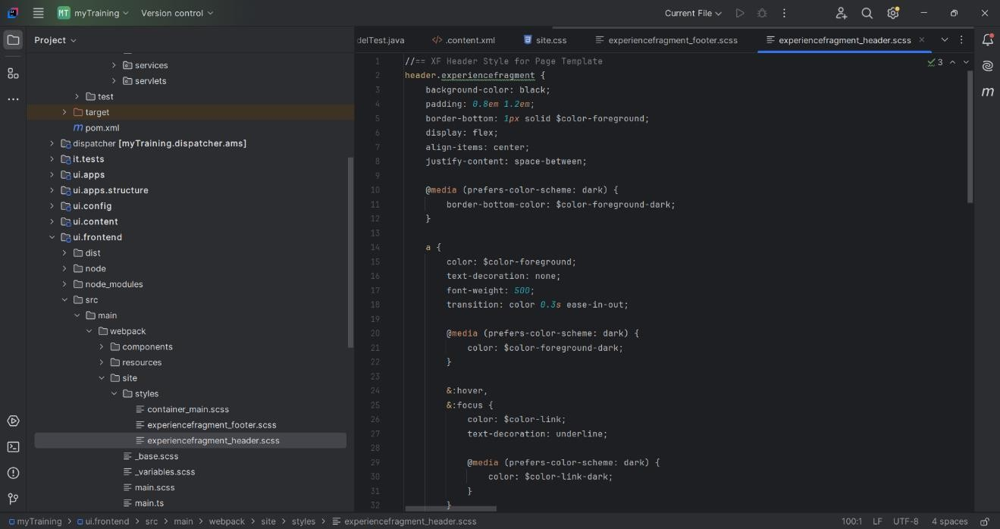 MT myTraining Version control Current File
Project
delTest.java .content.xml site.css experiencefragment_footer.scss experiencefragment_header.scss
services
servlets
test
target
pom.xml
dispatcher [myTraining.dispatcher.ams]
it.tests
ui.apps
ui.apps.structure
ui.config
ui.content
ui.frontend
dist
node
node_modules
src
main
webpack
components
resources
site
styles
container_main.scss
experiencefragment_footer.scss
experiencefragment_header.scss
_base.scss
_variables.scss
main.scss
main.ts
3
1 //== XF Header Style for Page Template
2 header.experiencefragment {
3 background-color: black;
4 padding: 0.8em 1.2em;
5 border-bottom: 1px solid $color-foreground;
6 display: flex;
7 align-items: center;
8 justify-content: space-between;
9
10 @media (prefers-color-scheme: dark) {
11 border-bottom-color: $color-foreground-dark;
12 }
13
14 a {
15 color: $color-foreground;
16 text-decoration: none;
17 font-weight: 500;
18 transition: color 0.3s ease-in-out;
19
20 @media (prefers-color-scheme: dark) {
21 color: $color-foreground-dark;
22 }
23
24 &:hover,
25 &:focus {
26 color: $color-link;
27 text-decoration: underline;
28
29 @media (prefers-color-scheme: dark) {
30 color: $color-link-dark;
31 }
32 }
myTraining > ui.frontend > src > main > webpack > site > styles > experiencefragment_header.scss 100:1 LF UTF-8 4 spaces